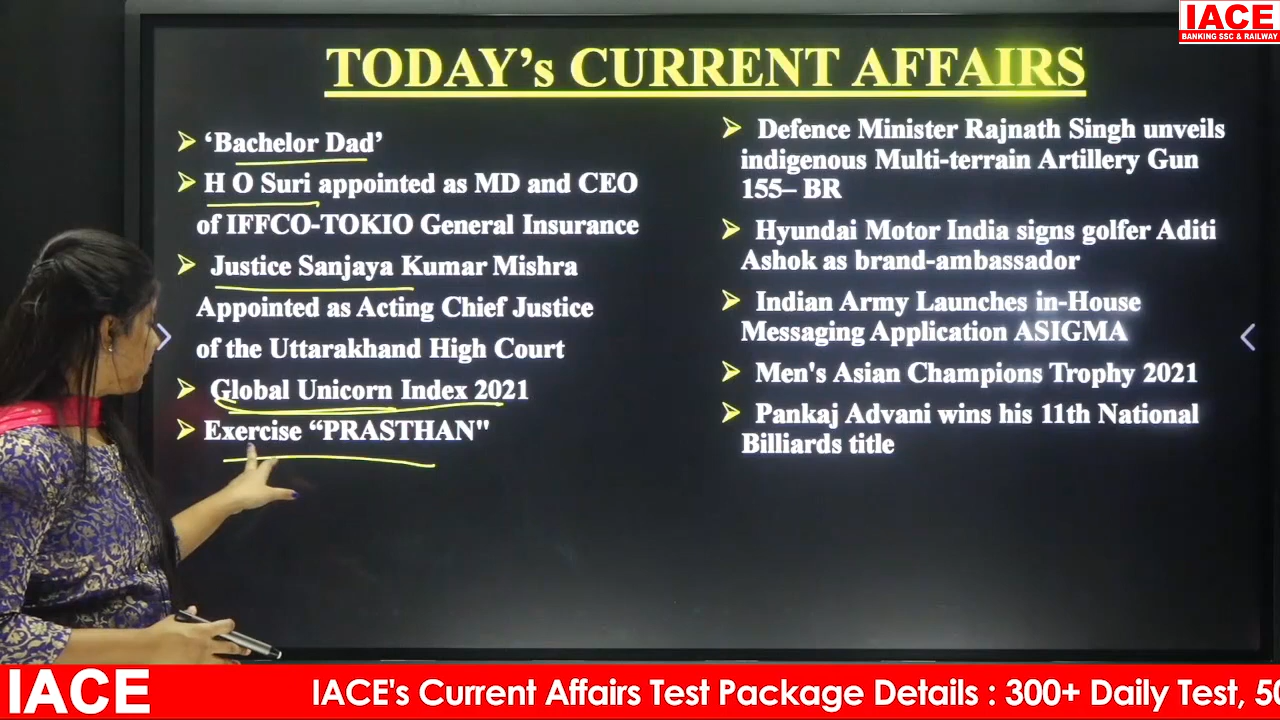 IACE
BANKING SSC & RAILWAY
TODAY’s CURRENT AFFAIRS
➢ ‘Bachelor Dad’
➢ H O Suri appointed as MD and CEO
of IFFCO-TOKIO General Insurance
➢ Justice Sanjaya Kumar Mishra
Appointed as Acting Chief Justice
of the Uttarakhand High Court
➢ Global Unicorn Index 2021
➢ Exercise “PRASTHAN"
➢ Defence Minister Rajnath Singh unveils
indigenous Multi-terrain Artillery Gun
155– BR
➢ Hyundai Motor India signs golfer Aditi
Ashok as brand-ambassador
➢ Indian Army Launches in-House
Messaging Application ASIGMA
➢ Men's Asian Champions Trophy 2021
➢ Pankaj Advani wins his 11th National
Billiards title
IACE
IACE's Current Affairs Test Package Details : 300+ Daily Test, 50